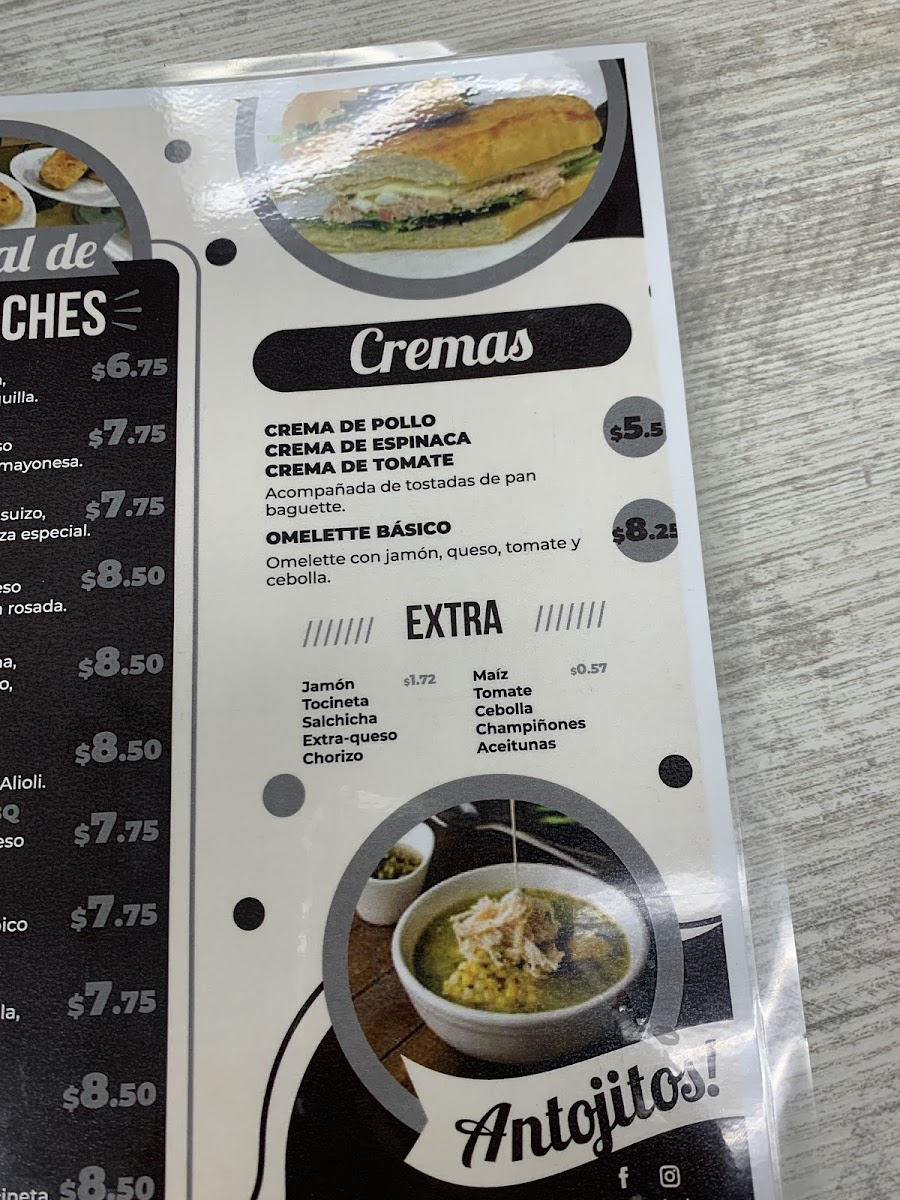 al de
CHES
$6.75
uilla.
$7.75
mayonesa.
$7.75
suizo,
za especial.
$8.50
eso
rosada.
$8.50
$8.50
Alioli.
$7.75
eso
$7.75
ico
$7.75
la,
$8.50
$8.50
cineta
Cremas
CREMA DE POLLO
CREMA DE ESPINACA
CREMA DE TOMATE
$5.5
Acompañada de tostadas de pan
baguette.
OMELETTE BÁSICO
$8.25
Omelette con jamón, queso, tomate y
cebolla.
EXTRA
Jamón $1.72
Tocineta
Salchicha
Extra-queso
Chorizo
Maíz $0.57
Tomate
Cebolla
Champiñones
Aceitunas
Antojitos!